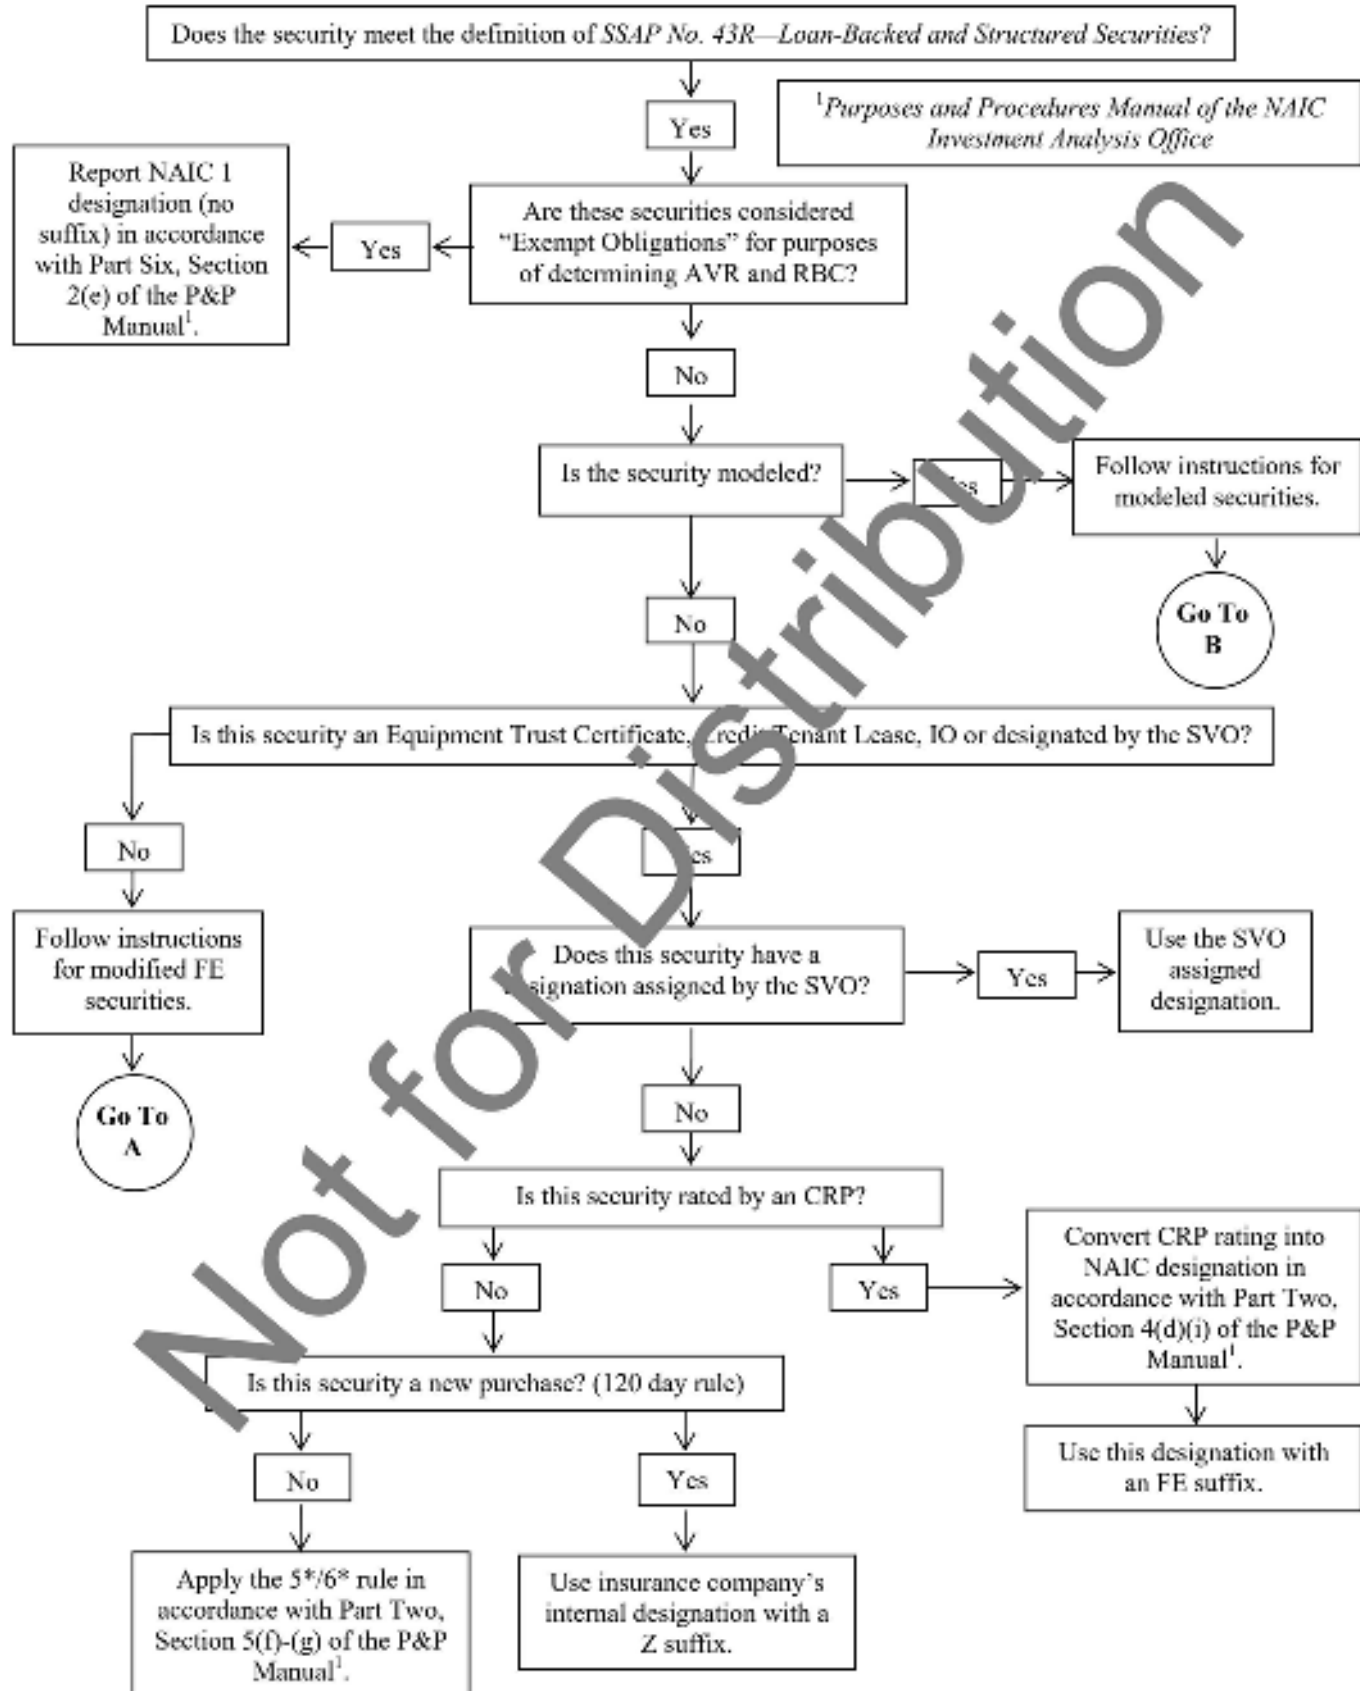 Does the security meet the definition of SSAP No. 43R—Loan-Backed and Structured Securities?
Yes
¹Purposes and Procedures Manual of the NAIC
Investment Analysis Office
Report NAIC 1
designation (no
suffix) in accordance
with Part Six, Section
2(e) of the P&P
Manual¹.
Yes
Are these securities considered
“Exempt Obligations” for purposes
of determining AVR and RBC?
No
Is the security modeled?
Yes
Follow instructions for
modeled securities.
No
Go To
B
Is this security an Equipment Trust Certificate, Credit Tenant Lease, IO or designated by the SVO?
No
Yes
Follow instructions
for modified FE
securities.
Does this security have a
designation assigned by the SVO?
Yes
Use the SVO
assigned
designation.
Go To
A
No
Is this security rated by an CRP?
No
Yes
Convert CRP rating into
NAIC designation in
accordance with Part Two,
Section 4(d)(i) of the P&P
Manual¹.
Is this security a new purchase? (120 day rule)
No
Yes
Use this designation with
an FE suffix.
Apply the 5*/6* rule in
accordance with Part Two,
Section 5(f)-(g) of the P&P
Manual¹.
Use insurance company's
internal designation with a
Z suffix.
Not for Distribution